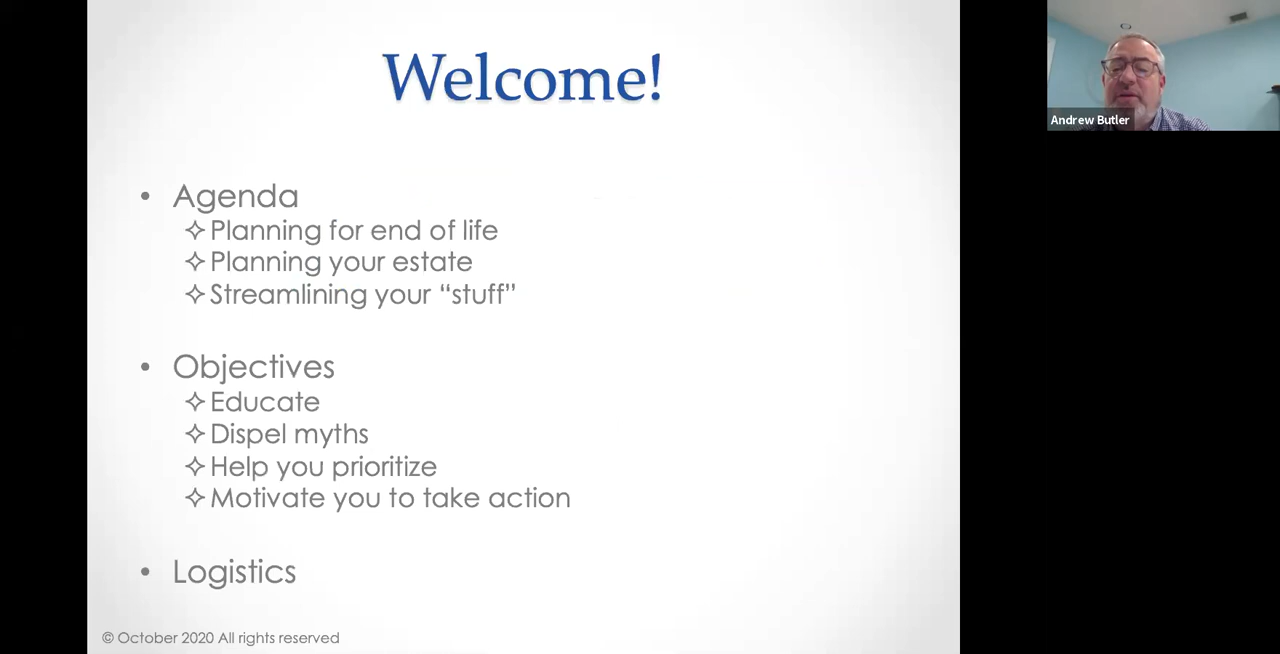 Welcome!
• Agenda
✧Planning for end of life
✧Planning your estate
✧Streamlining your “stuff”
• Objectives
✧Educate
✧Dispel myths
✧Help you prioritize
✧Motivate you to take action
• Logistics
© October 2020 All rights reserved
Andrew Butler